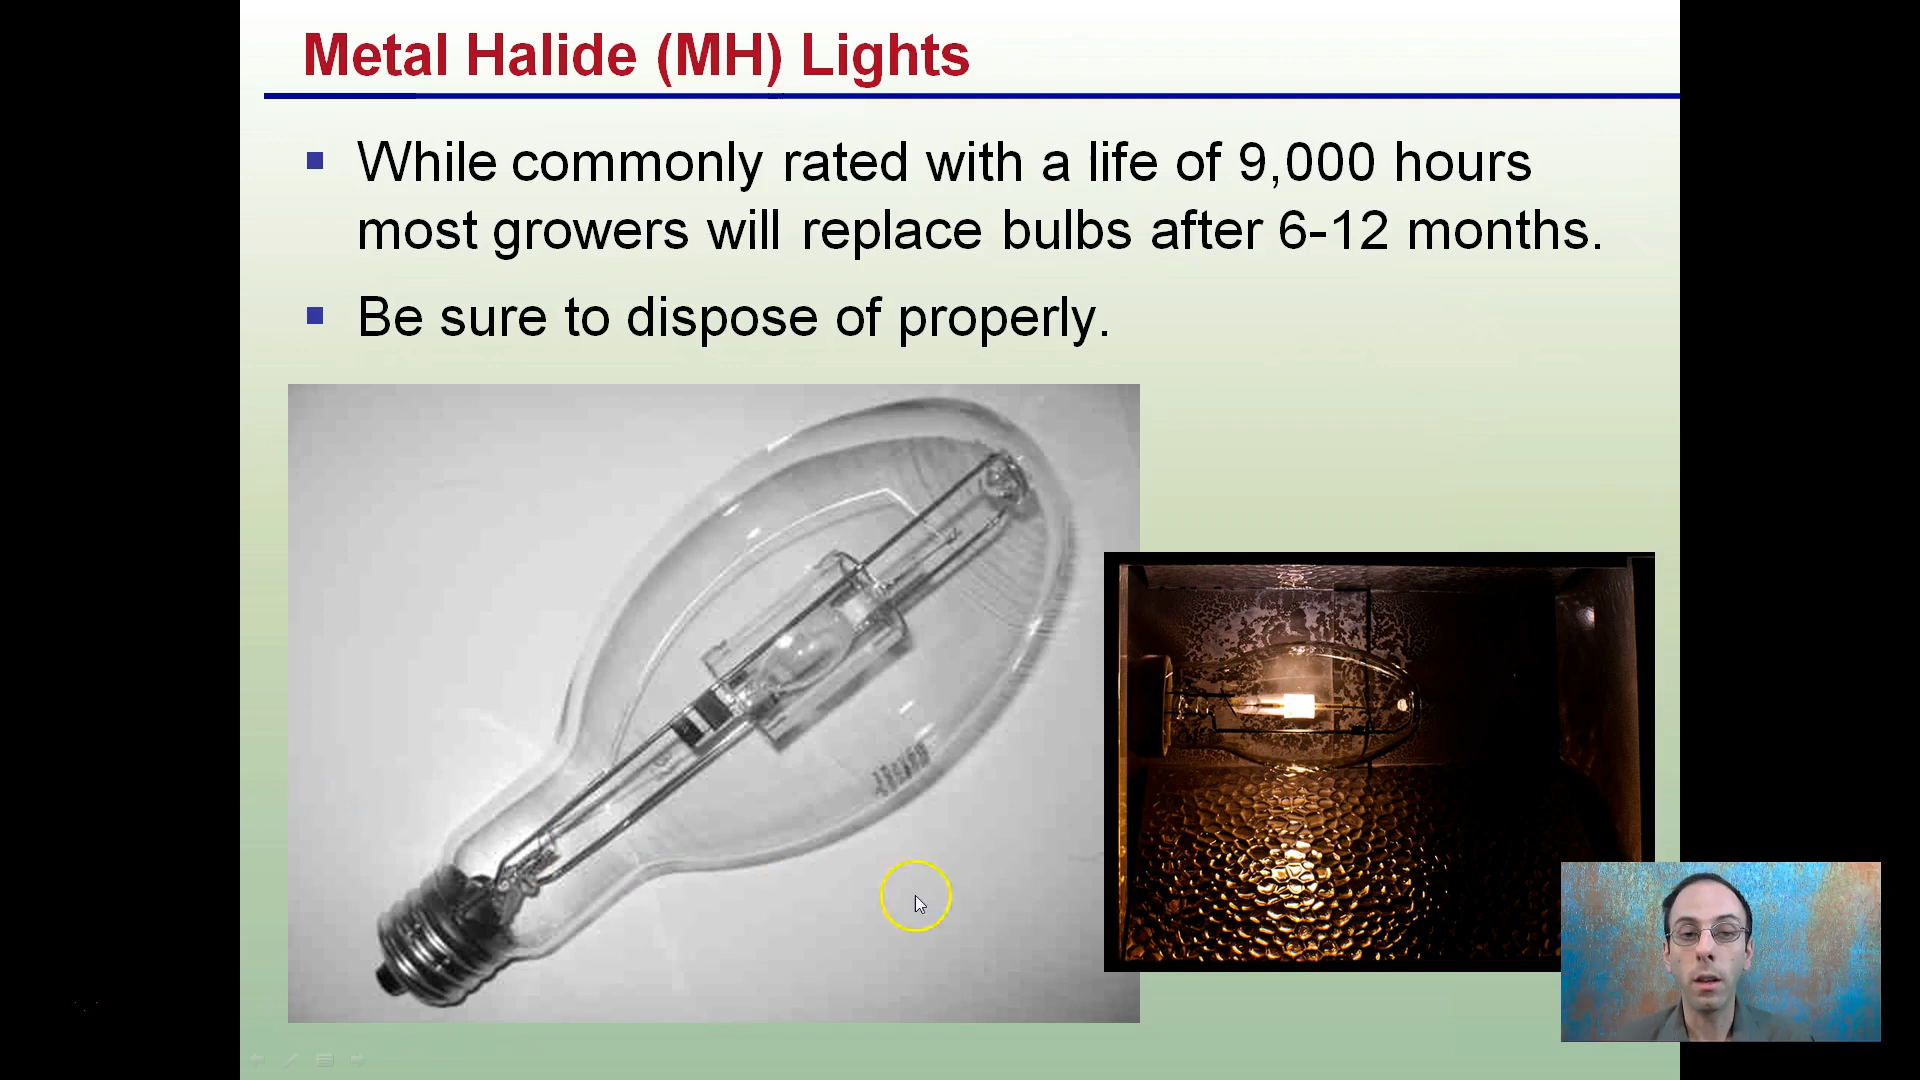 Metal Halide (MH) Lights
While commonly rated with a life of 9,000 hours
most growers will replace bulbs after 6-12 months.
Be sure to dispose of properly.